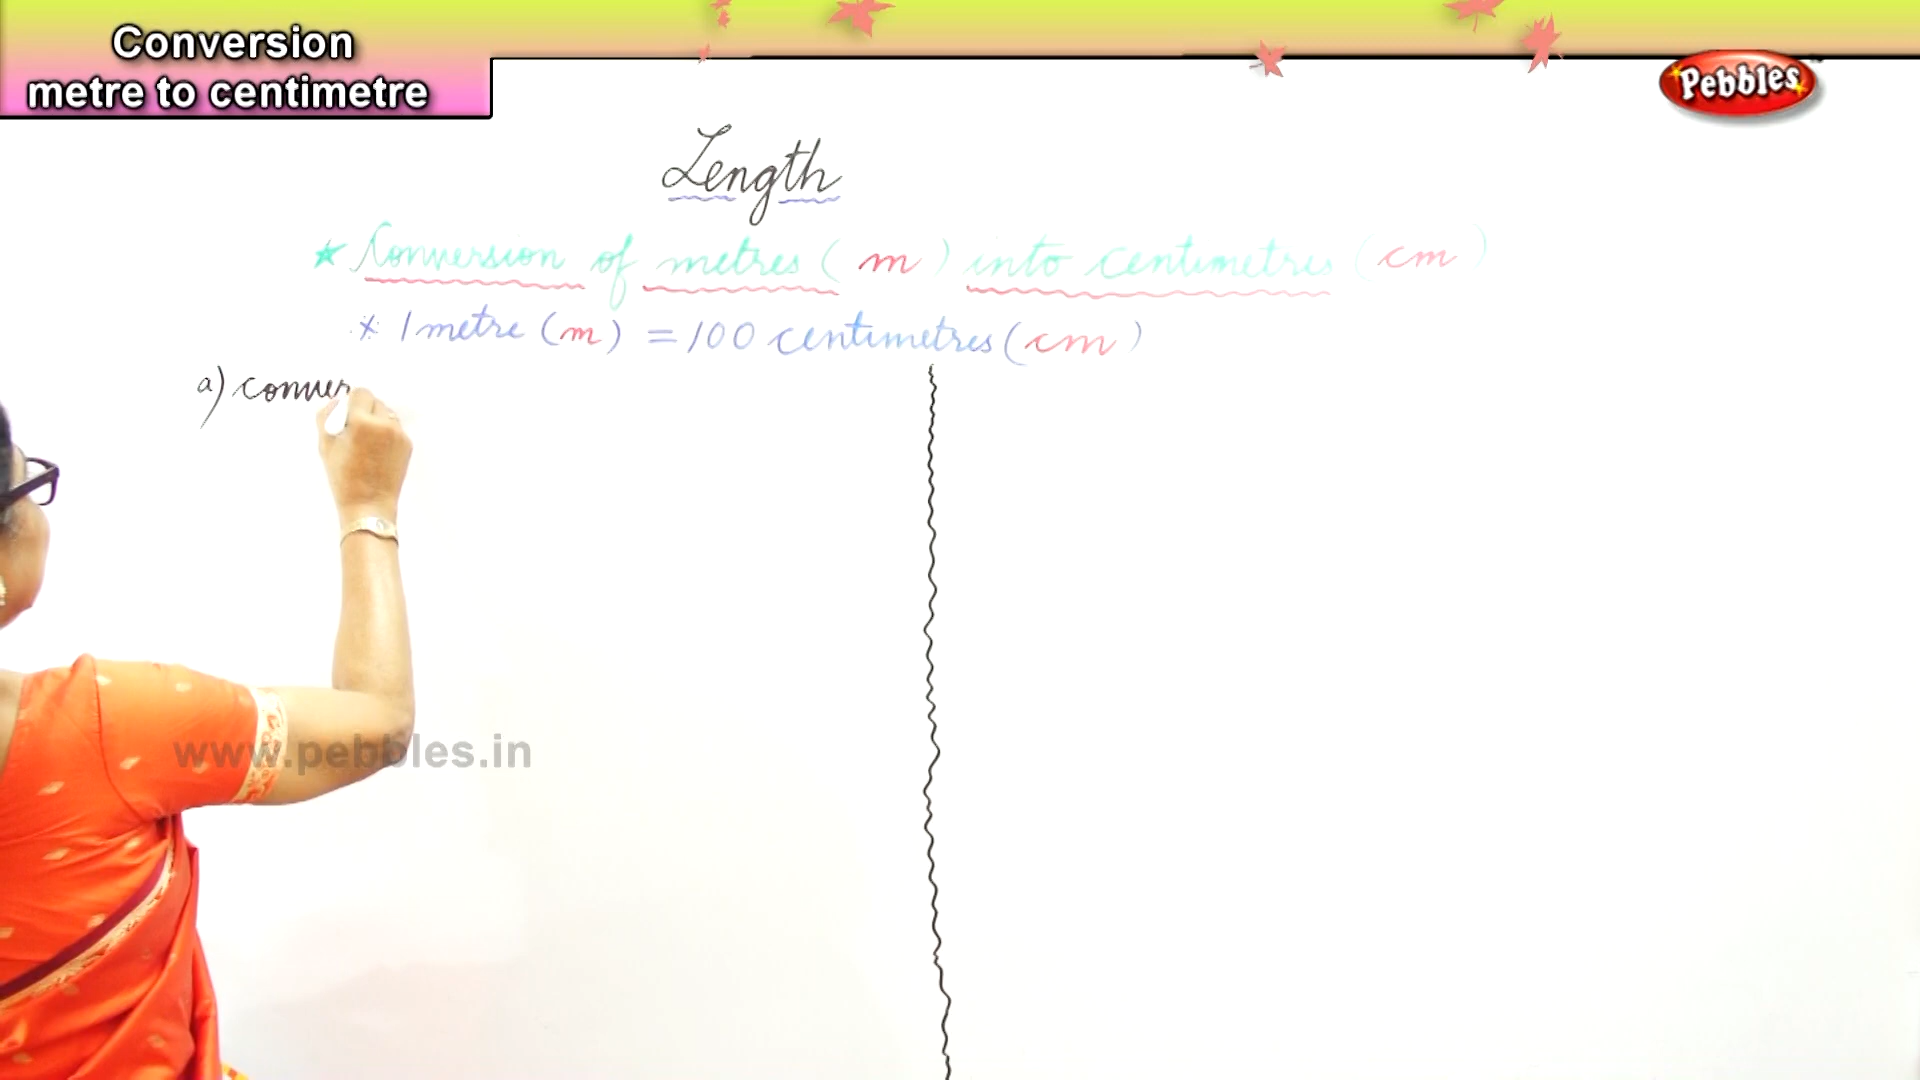 Conversion
metre to centimetre
Pebbles
Length
* Conversion of metres (m) into centimetres (cm)
* 1 metre (m) = 100 centimetres (cm)
a) conver
www.pebbles.in